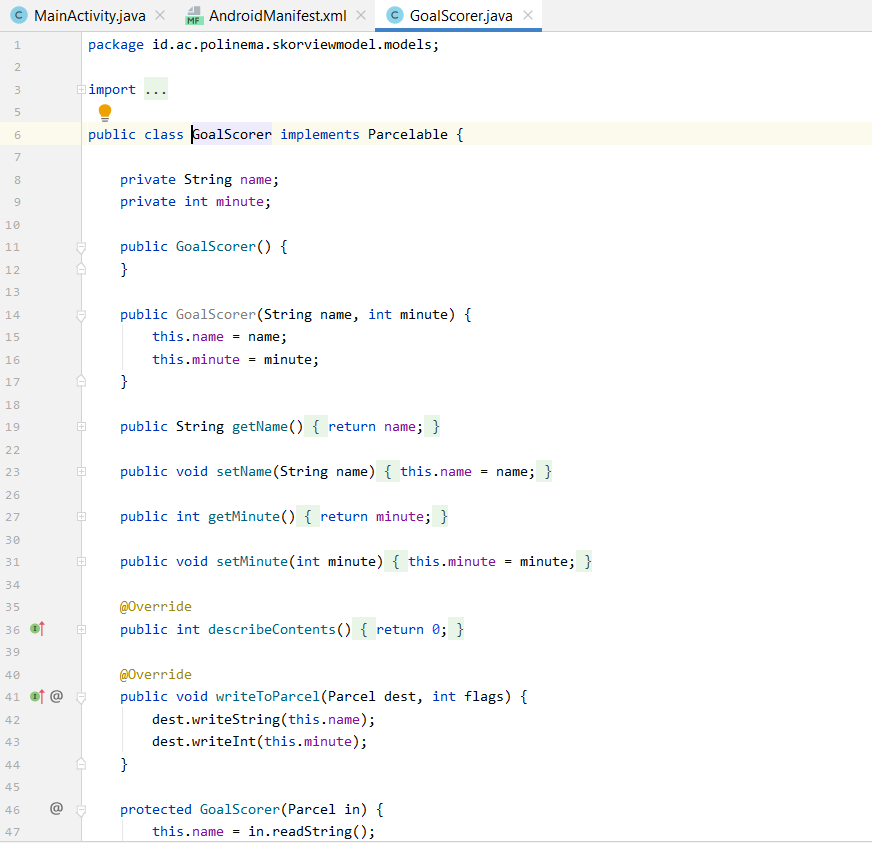 MainActivity.java AndroidManifest.xml GoalScorer.java
1 package id.ac.polinema.skorviewmodel.models;
2
3 import ...
5
6 public class GoalScorer implements Parcelable {
7
8 private String name;
9 private int minute;
10
11 public GoalScorer() {
12 }
13
14 public GoalScorer(String name, int minute) {
15 this.name = name;
16 this.minute = minute;
17 }
18
19 public String getName() { return name; }
22
23 public void setName(String name) { this.name = name; }
26
27 public int getMinute() { return minute; }
30
31 public void setMinute(int minute) { this.minute = minute; }
34
35 @Override
36 public int describeContents() { return 0; }
39
40 @Override
41 @ public void writeToParcel(Parcel dest, int flags) {
42 dest.writeString(this.name);
43 dest.writeInt(this.minute);
44 }
45
46 @ protected GoalScorer(Parcel in) {
47 this.name = in.readString();